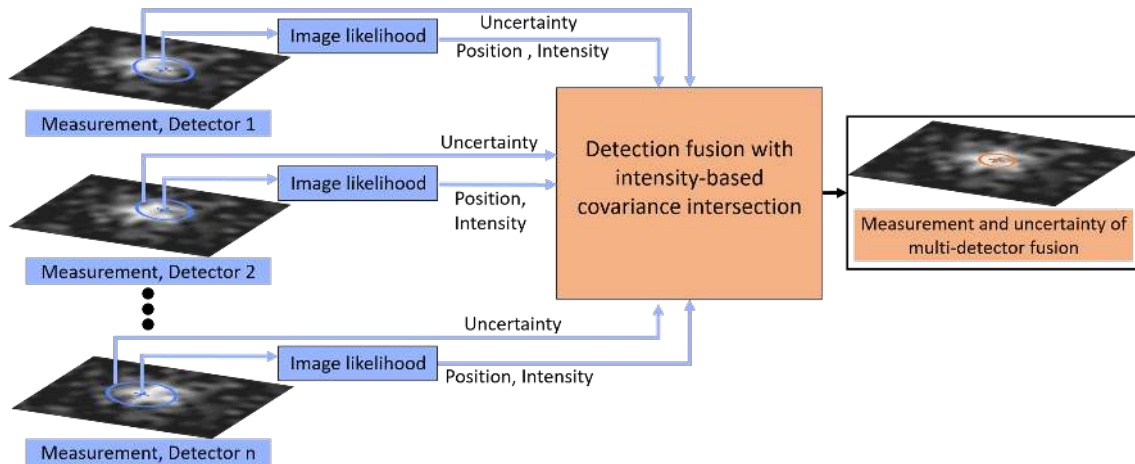 Uncertainty
Image likelihood
Position , Intensity
Measurement, Detector 1
Uncertainty
Image likelihood
Position,
Intensity
Measurement, Detector 2
Detection fusion with
intensity-based
covariance intersection
Measurement and uncertainty of
multi-detector fusion
Uncertainty
Image likelihood
Position, Intensity
Measurement, Detector n